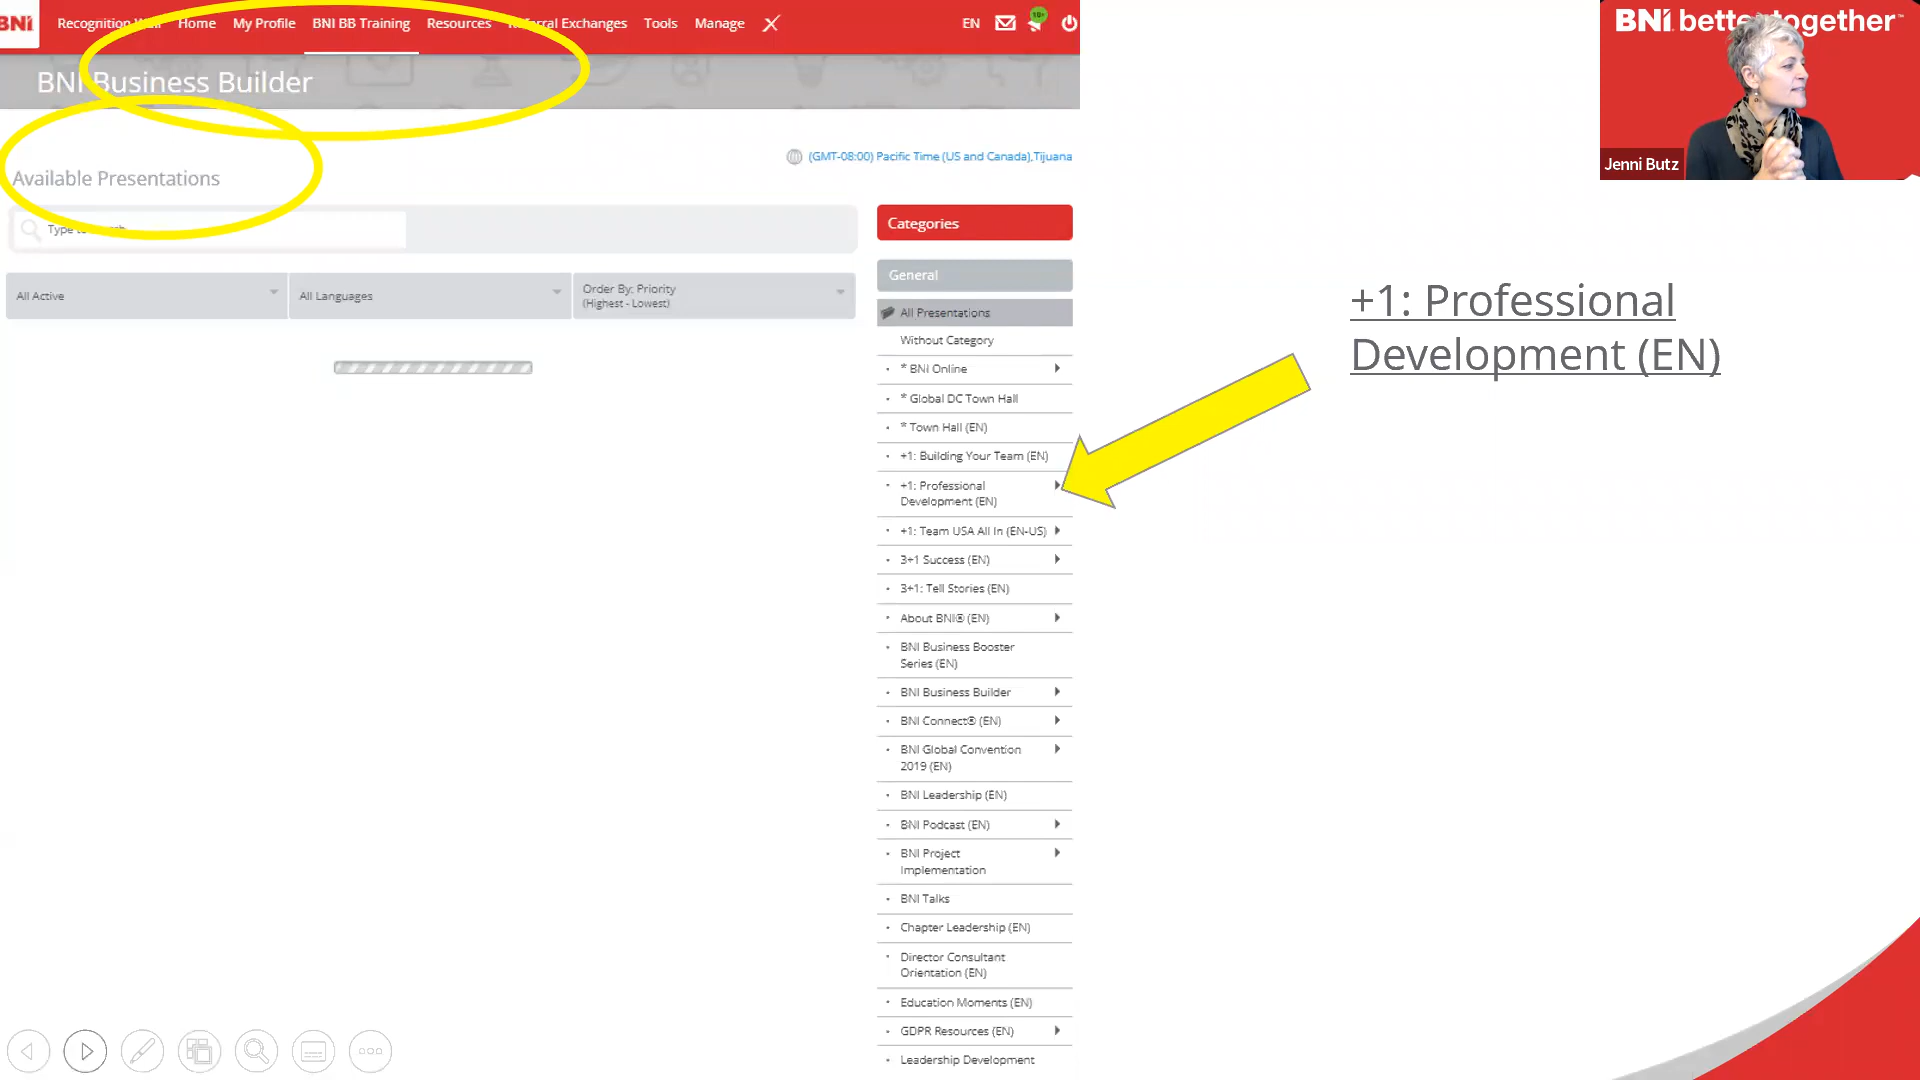 BNI
Recognition Home My Profile BNI BB Training Resources Referral Exchanges Tools Manage
EN
BNI Business Builder
(GMT-08:00) Pacific Time (US and Canada),Tijuana
Available Presentations
Type to
All Active
All Languages
Order By: Priority
(Highest - Lowest)
Categories
General
All Presentations
Without Category
* BNI Online
* Global DC Town Hall
* Town Hall (EN)
+1: Building Your Team (EN)
+1: Professional
Development (EN)
+1: Team USA All In (EN-US)
3+1 Success (EN)
3+1: Tell Stories (EN)
About BNI® (EN)
BNI Business Booster
Series (EN)
BNI Business Builder
BNI Connect® (EN)
BNI Global Convention
2019 (EN)
BNI Leadership (EN)
BNI Podcast (EN)
BNI Project
Implementation
BNI Talks
Chapter Leadership (EN)
Director Consultant
Orientation (EN)
Education Moments (EN)
GDPR Resources (EN)
Leadership Development
+1: Professional
Development (EN)
BNI better together™
Jenni Butz